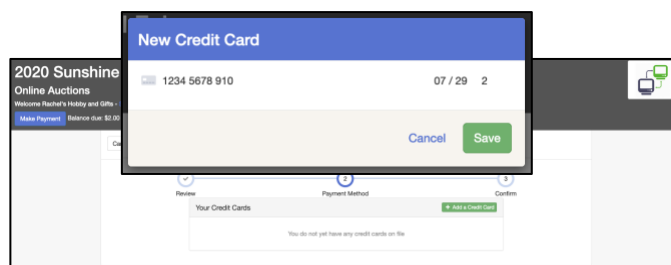 New Credit Card
1234 5678 910 07 / 29 2
Cancel Save
2020 Sunshine
Online Auctions
Welcome Rachel's Hobby and Gifts
Make Payment Balance due: $2.00
2 3
Review Payment Method Confirm
Your Credit Cards + Add a Credit Card
You do not yet have any credit cards on file